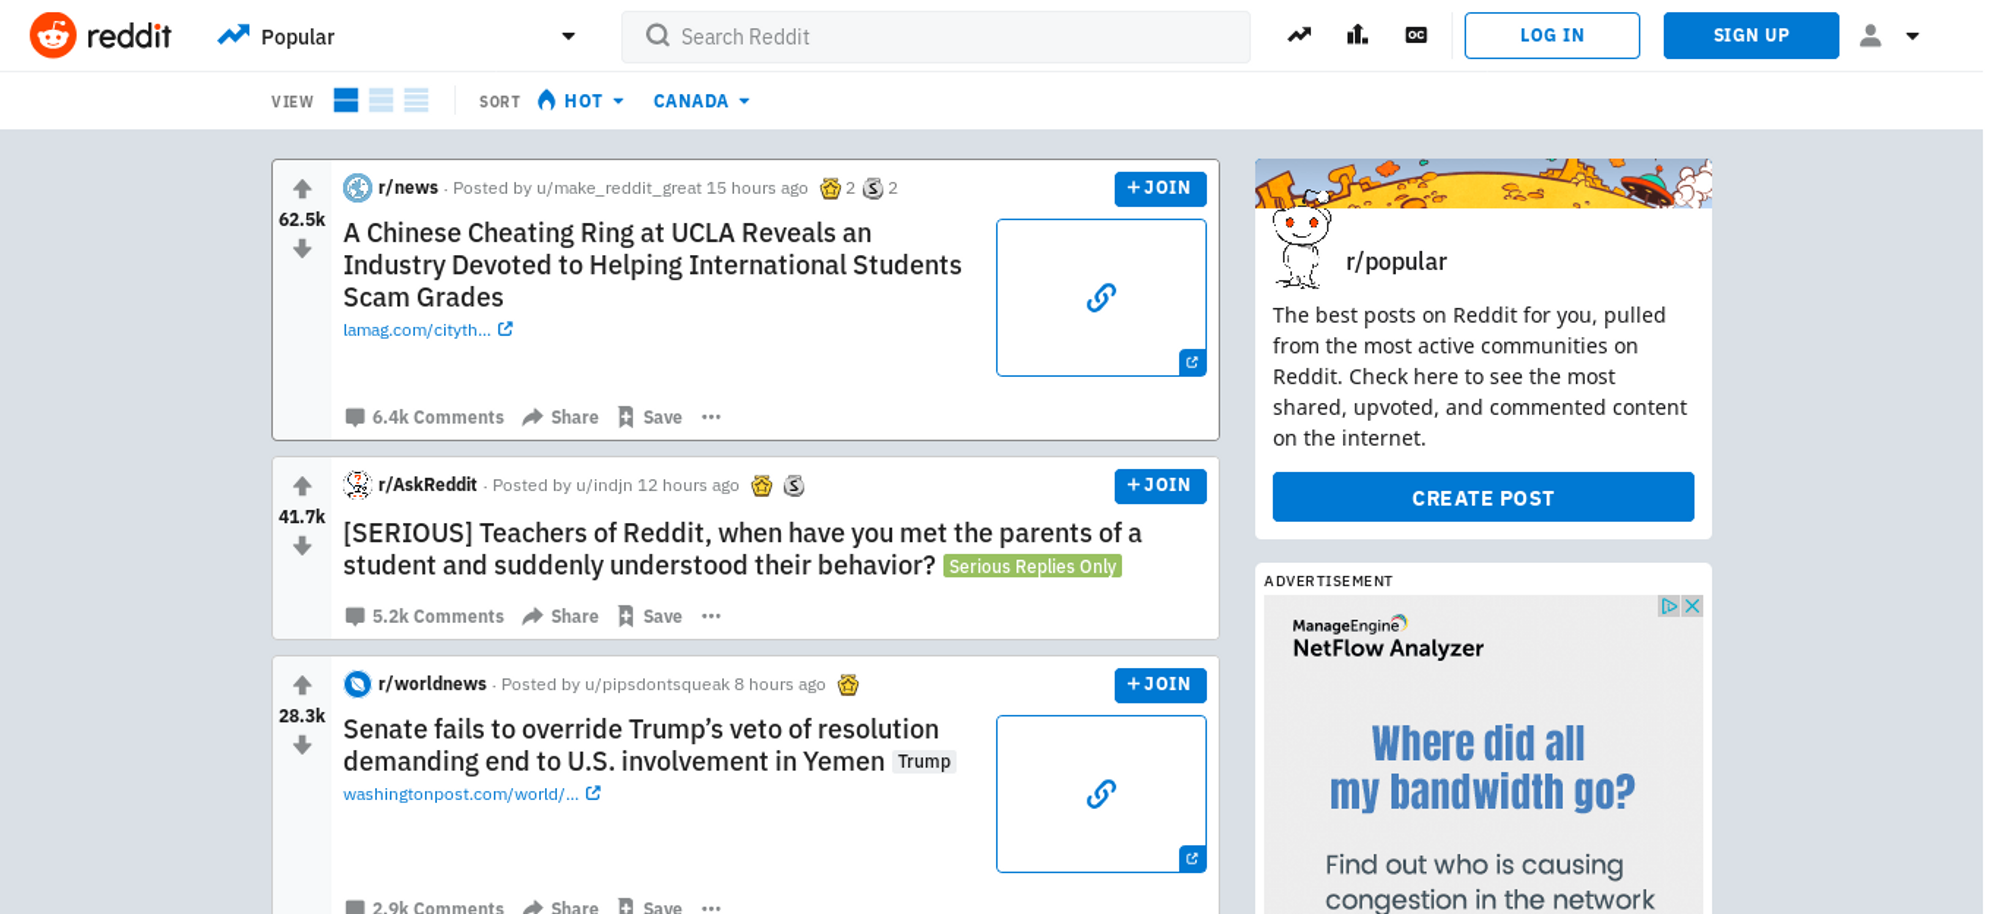 reddit
Popular
Search Reddit
OC
LOG IN
SIGN UP
VIEW
SORT
HOT
CANADA
62.5k
r/news · Posted by u/make_reddit_great 15 hours ago 2 S 2
+ JOIN
A Chinese Cheating Ring at UCLA Reveals an
Industry Devoted to Helping International Students
Scam Grades
lamag.com/cityth...
6.4k Comments
Share
Save
···
41.7k
r/AskReddit · Posted by u/indjn 12 hours ago S
+ JOIN
[SERIOUS] Teachers of Reddit, when have you met the parents of a
student and suddenly understood their behavior? Serious Replies Only
5.2k Comments
Share
Save
···
28.3k
r/worldnews · Posted by u/pipsdontsqueak 8 hours ago
+ JOIN
Senate fails to override Trump’s veto of resolution
demanding end to U.S. involvement in Yemen Trump
washingtonpost.com/world/...
2.9k Comments
Share
Save
···
r/popular
The best posts on Reddit for you, pulled
from the most active communities on
Reddit. Check here to see the most
shared, upvoted, and commented content
on the internet.
CREATE POST
ADVERTISEMENT
ManageEngine
NetFlow Analyzer
Where did all
my bandwidth go?
Find out who is causing
congestion in the network